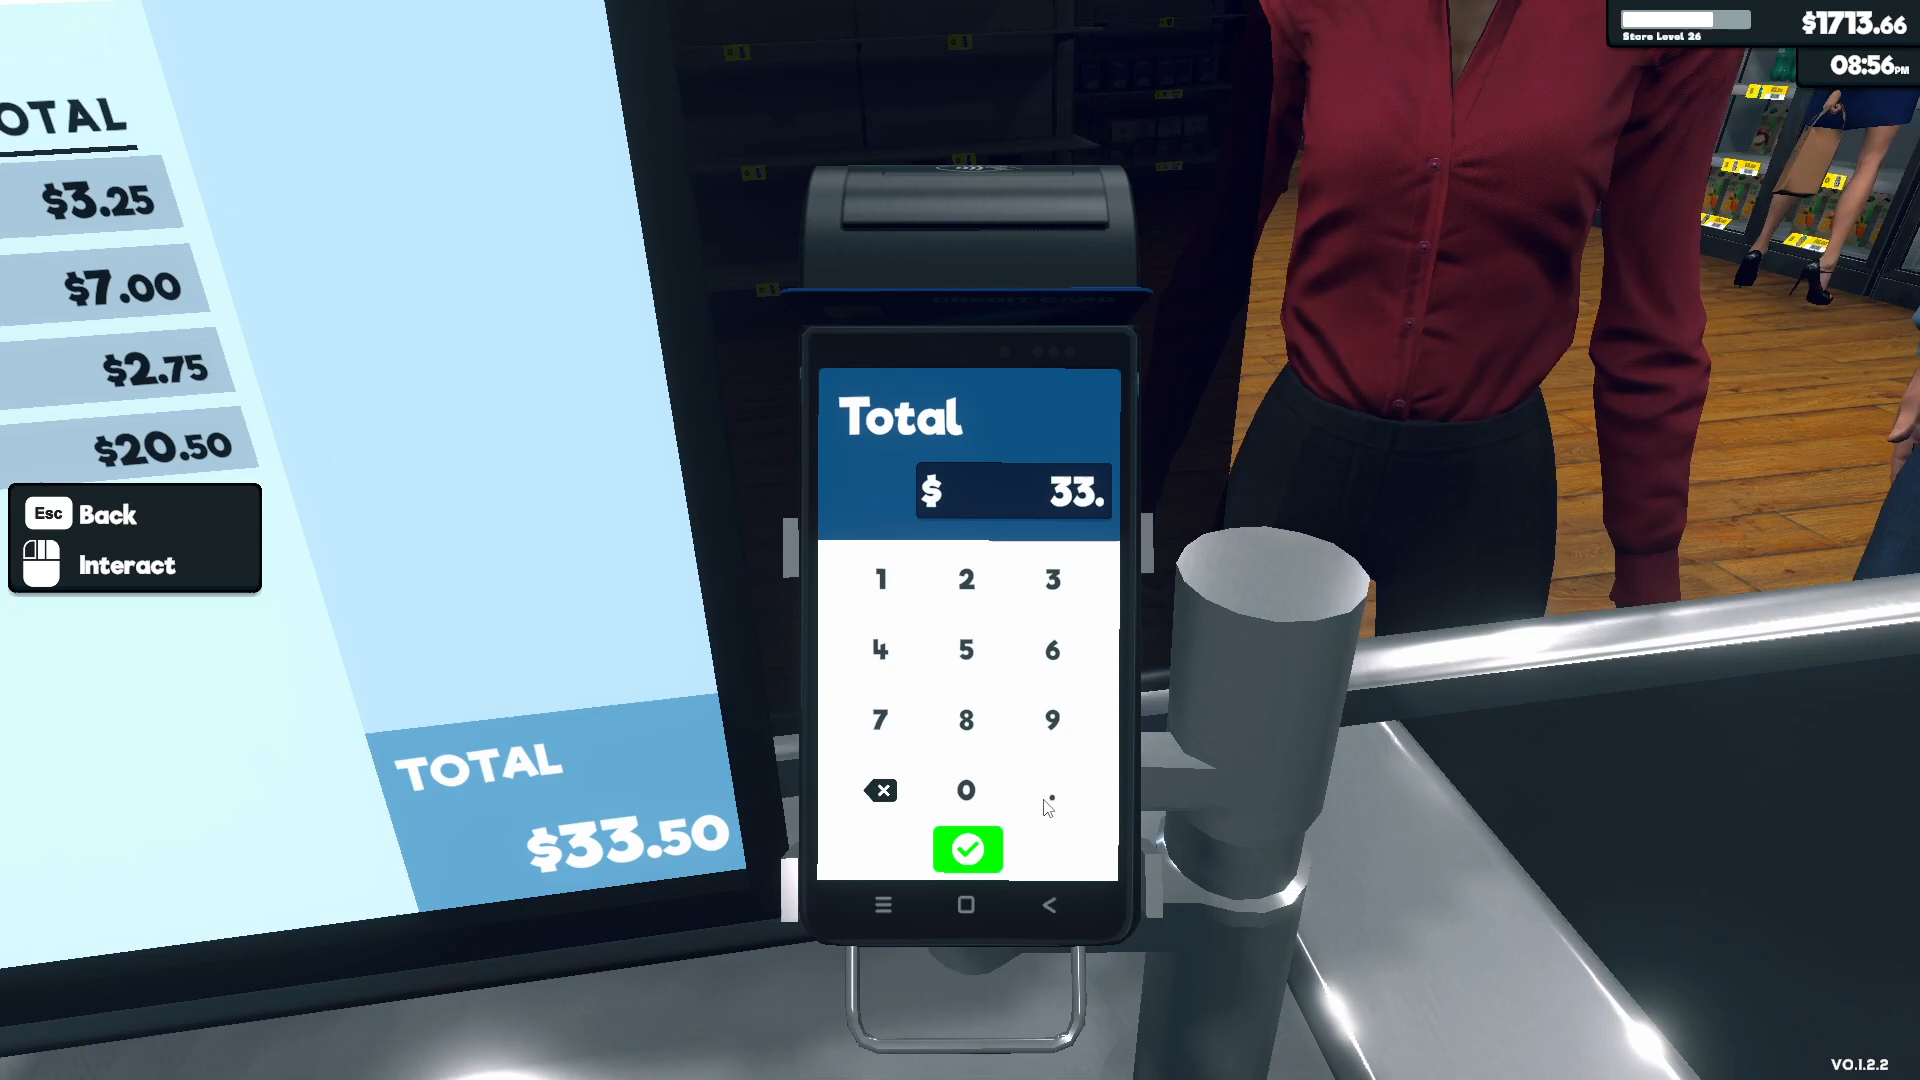 $1713.66
Store Level 26
08:56PM
OTAL
$3.25
$7.00
$2.75
$20.50
Esc Back
Interact
TOTAL
$33.50
CREDIT CARD
Total
$ 33.
1 2 3
4 5 6
7 8 9
0 .
V0.1.2.2